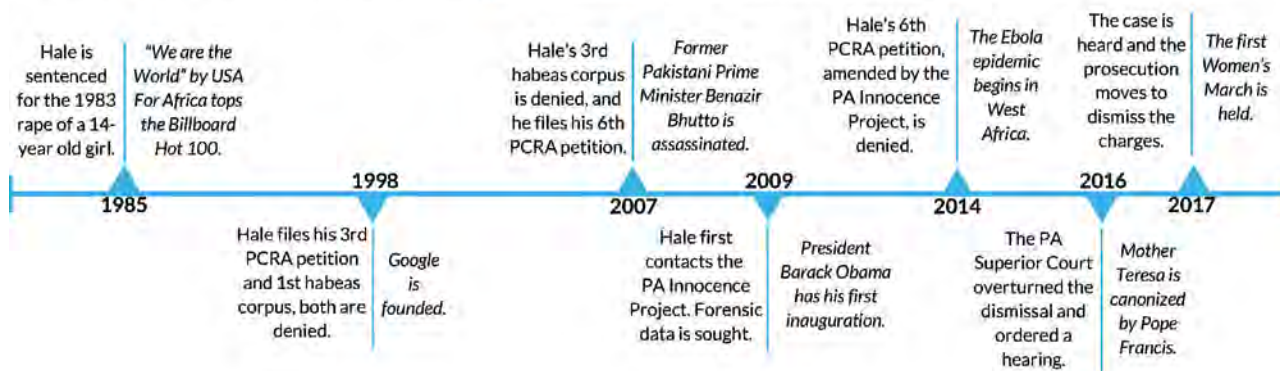 Hale is
sentenced
for the 1983
rape of a 14-
year old girl.
"We are the
World" by USA
For Africa tops
the Billboard
Hot 100.
1985
1998
Hale files his 3rd
PCRA petition
and 1st habeas
corpus, both are
denied.
Google
is
founded.
Hale's 3rd
habeas corpus
is denied, and
he files his 6th
PCRA petition.
Former
Pakistani Prime
Minister Benazir
Bhutto is
assassinated.
2007
2009
Hale first
contacts the
PA Innocence
Project. Forensic
data is sought.
President
Barack Obama
has his first
inauguration.
Hale's 6th
PCRA petition,
amended by the
PA Innocence
Project, is
denied.
The Ebola
epidemic
begins in
West
Africa.
2014
2016
The PA
Superior Court
overturned the
dismissal and
ordered a
hearing.
Mother
Teresa is
canonized
by Pope
Francis.
The case is
heard and the
prosecution
moves to
dismiss the
charges.
The first
Women's
March is
held.
2017